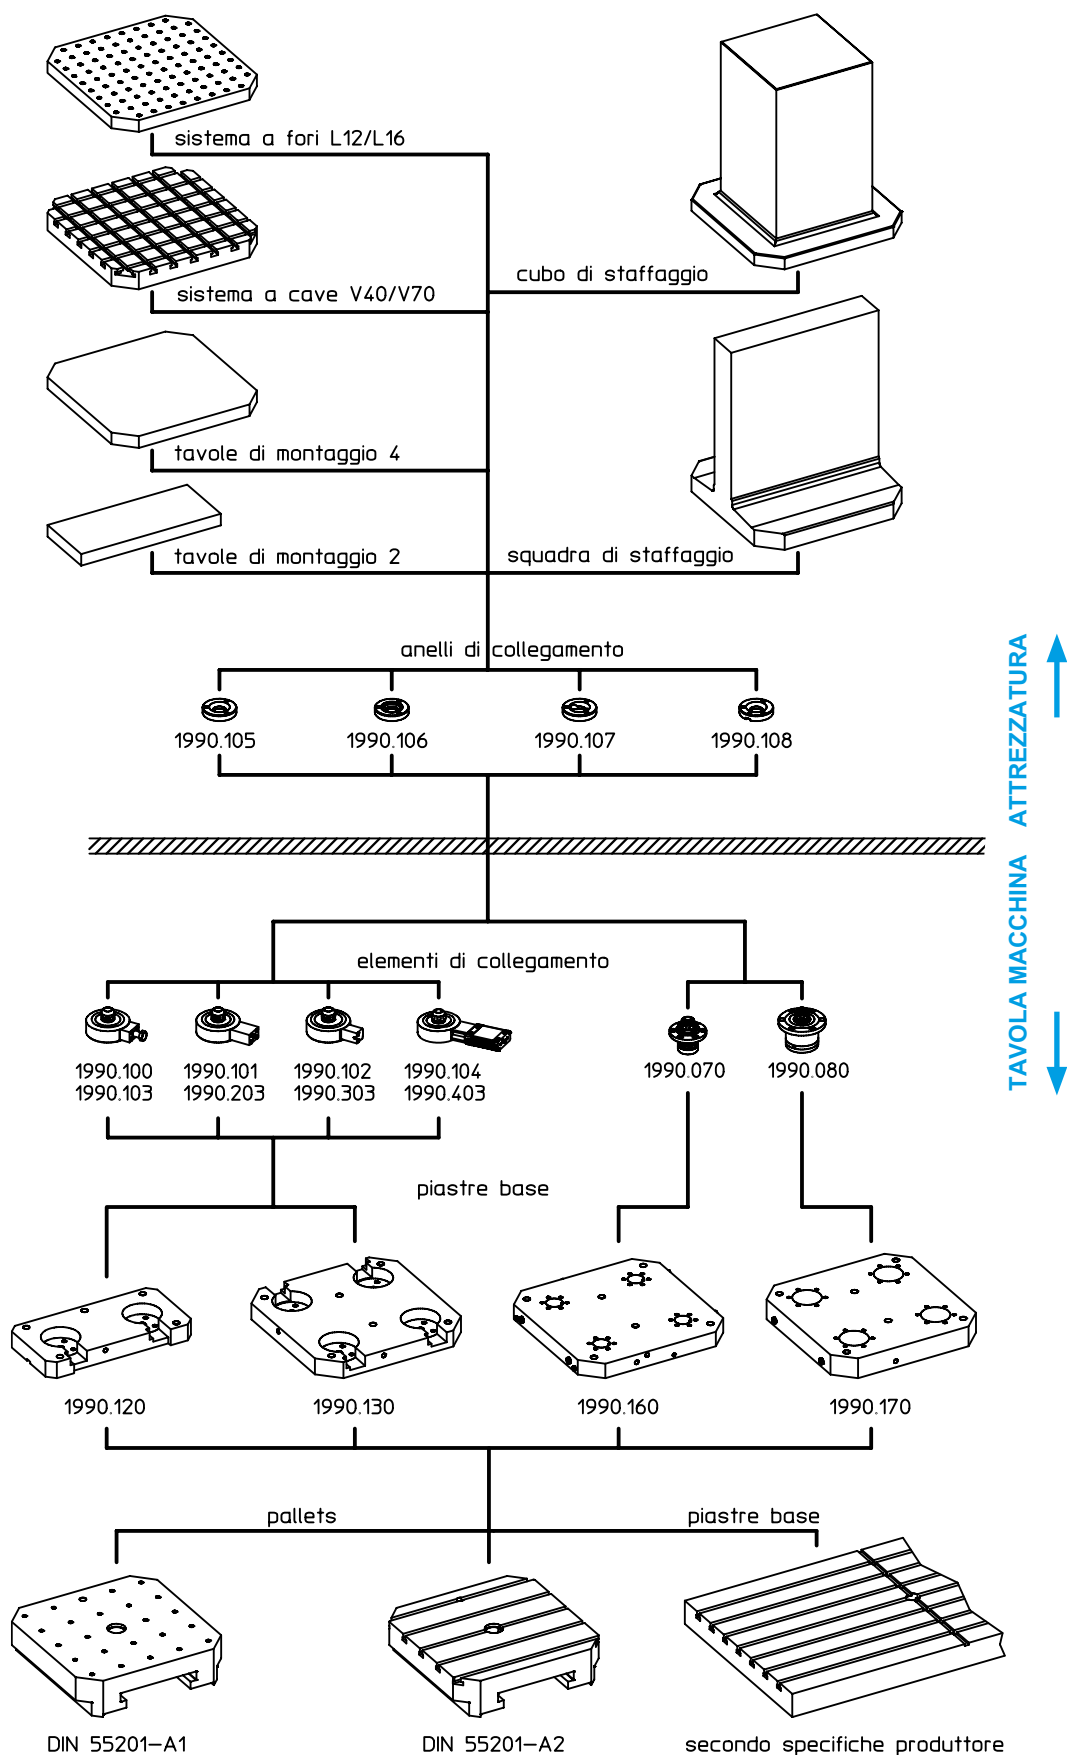 sistema a fori L12/L16
sistema a cave V40/V70
cubo di staffaggio
tavole di montaggio 4
tavole di montaggio 2
squadra di staffaggio
anelli di collegamento
1990.105
1990.106
1990.107
1990.108
ATTREZZATURA
TAVOLA MACCHINA
elementi di collegamento
1990.100
1990.103
1990.101
1990.203
1990.102
1990.303
1990.104
1990.403
1990.070
1990.080
piastre base
1990.120
1990.130
1990.160
1990.170
pallets
piastre base
DIN 55201-A1
DIN 55201-A2
secondo specifiche produttore